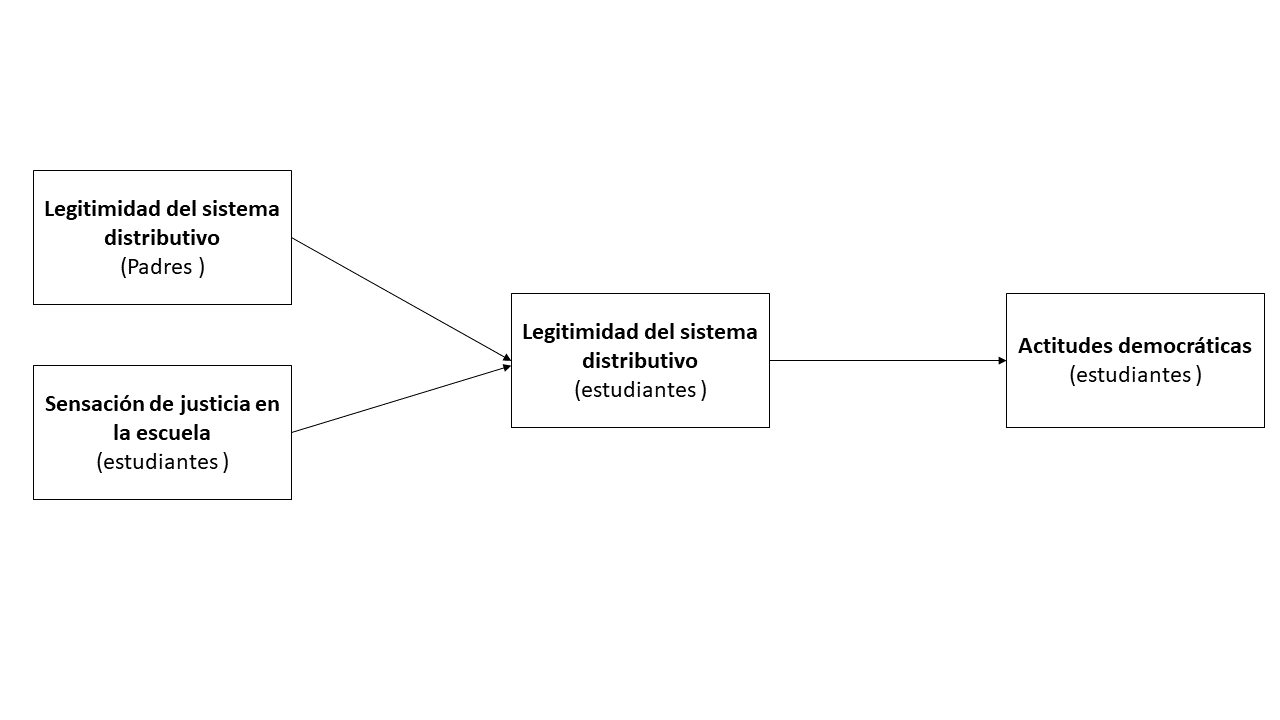 Legitimidad del sistema
distributivo
(Padres )
Sensación de justicia en
la escuela
(estudiantes )
Legitimidad del sistema
distributivo
(estudiantes )
Actitudes democráticas
(estudiantes )